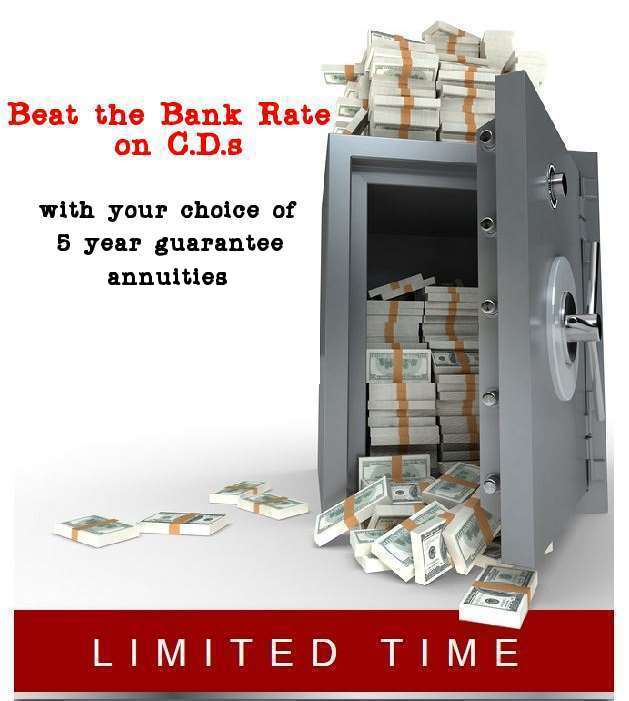 Beat the Bank Rate
on C.D.s
with your choice of
5 year guarantee
annuities
LIMITED TIME